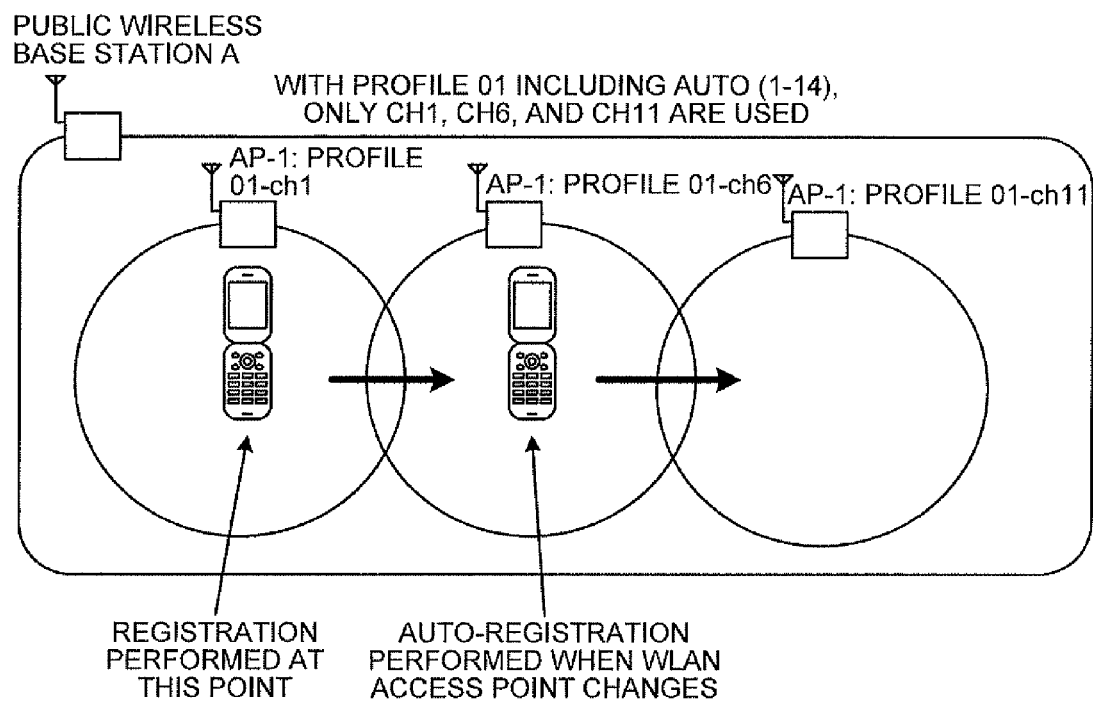 PUBLIC WIRELESS
BASE STATION A
WITH PROFILE 01 INCLUDING AUTO (1-14),
ONLY CH1, CH6, AND CH11 ARE USED
AP-1: PROFILE
01-ch1
AP-1: PROFILE 01-ch6
AP-1: PROFILE 01-ch11
REGISTRATION
PERFORMED AT
THIS POINT
AUTO-REGISTRATION
PERFORMED WHEN WLAN
ACCESS POINT CHANGES